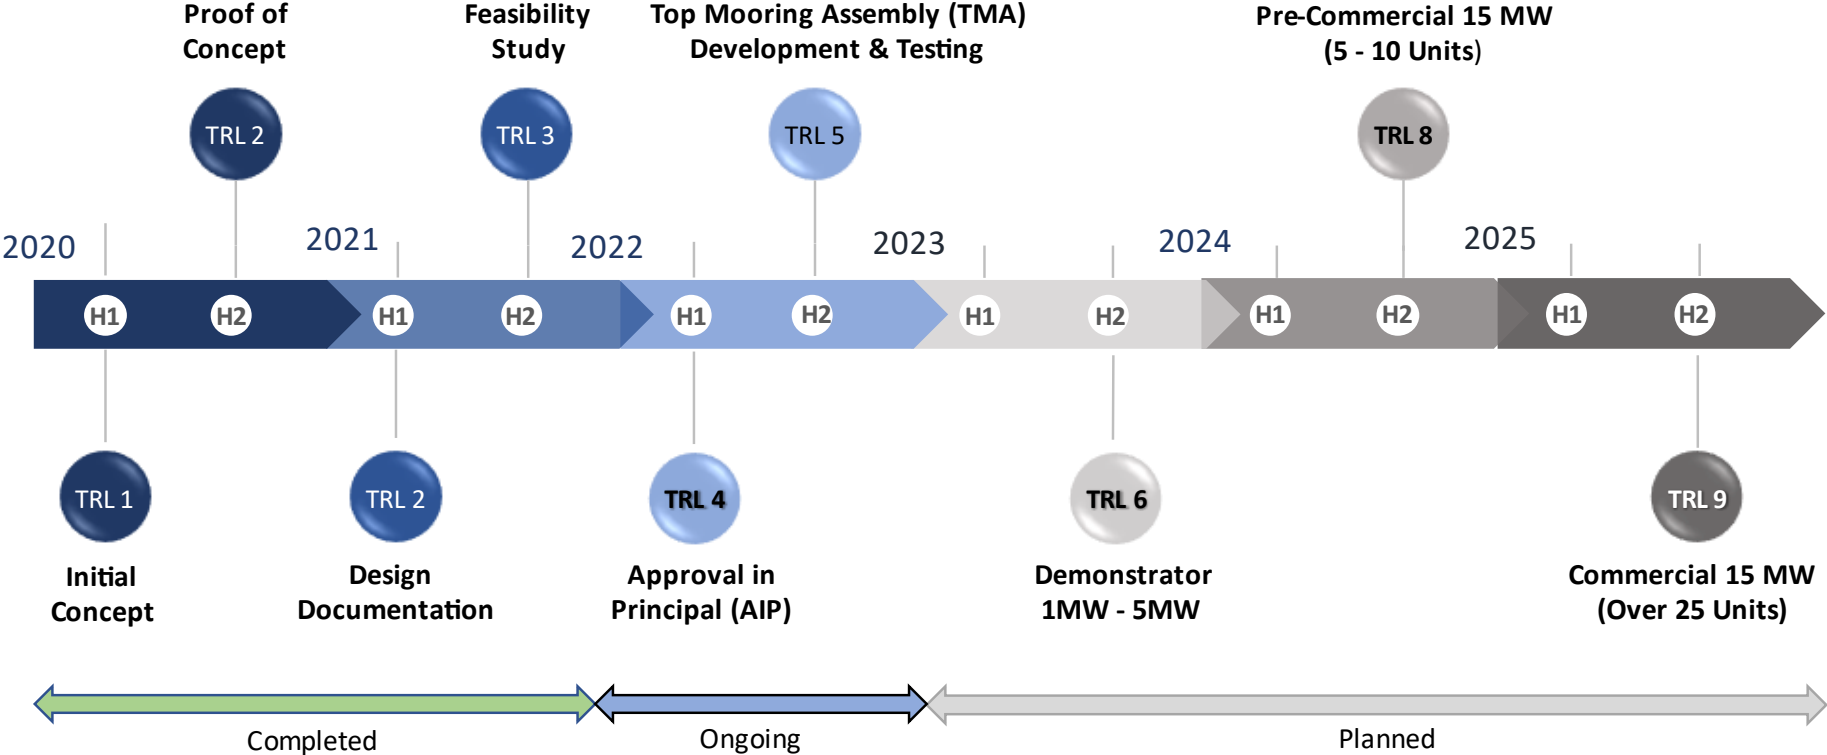 Proof of
Concept
Feasibility
Study
Top Mooring Assembly (TMA)
Development & Testing
Pre-Commercial 15 MW
(5 - 10 Units)
TRL 2
TRL 3
TRL 5
TRL 8
2020
2021
2022
2023
2024
2025
H1
H2
H1
H2
H1
H2
H1
H2
H1
H2
H1
H2
TRL 1
TRL 2
TRL 4
TRL 6
TRL 9
Initial
Concept
Design
Documentation
Approval in
Principal (AIP)
Demonstrator
1MW - 5MW
Commercial 15 MW
(Over 25 Units)
Completed
Ongoing
Planned